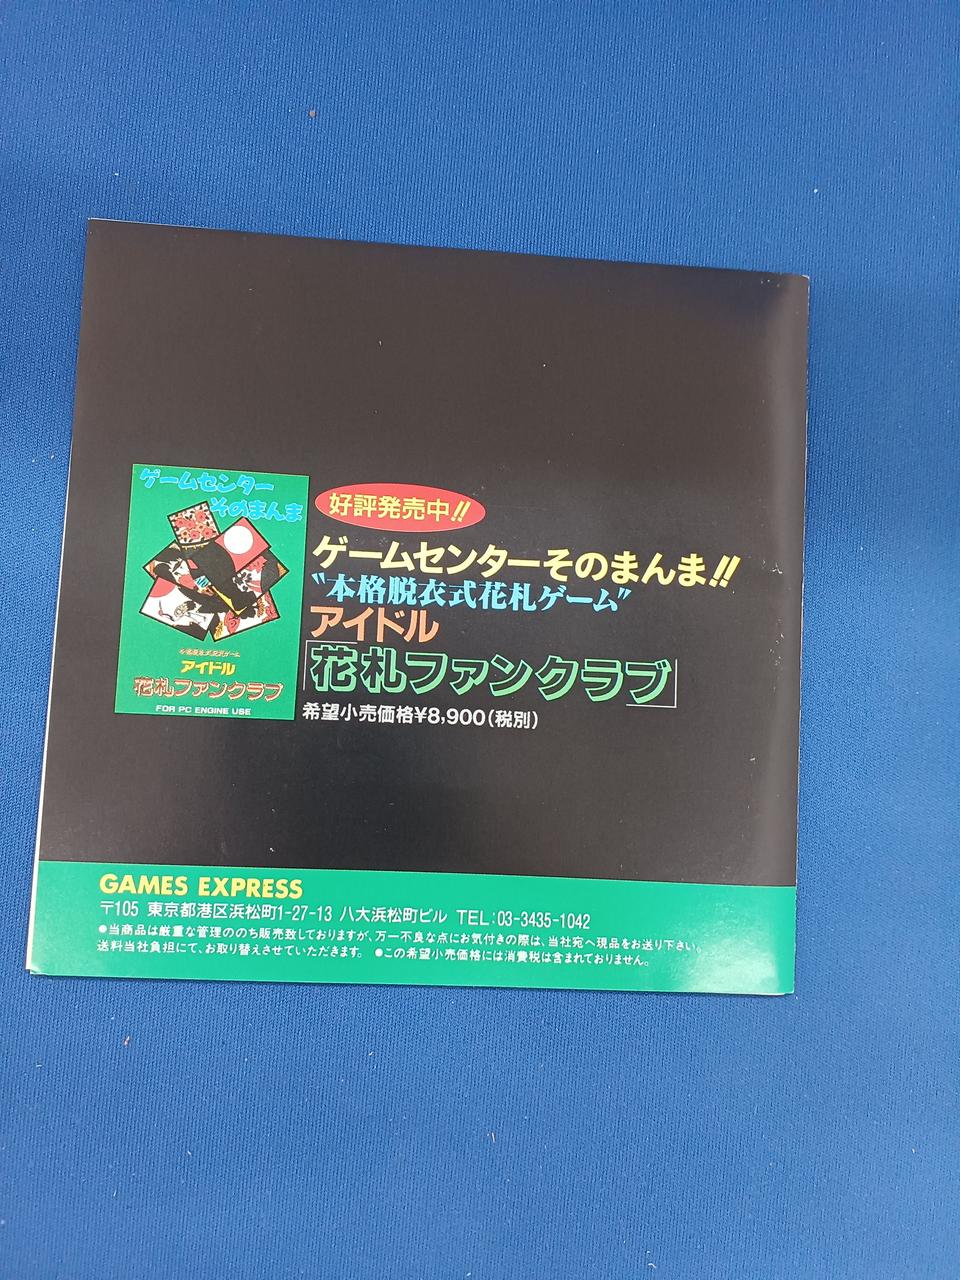 ゲームセンター
そのまんま
アイドル
花札ファンクラブ
FOR PC ENGINE USE
好評発売中!!
ゲームセンターそのまんま!!
"本格脱衣式花札ゲーム"
アイドル
「花札ファンクラブ」
希望小売価格¥8,900(税別)
GAMES EXPRESS
〒105 東京都港区浜松町1-27-13 八大浜松町ビル TEL:03-3435-1042
●当商品は厳重な管理ののち販売致しておりますが、万一不良な点にお気付きの際は、当社宛へ現品をお送り下さい。
送料当社負担にて、お取り替えさせていただきます。 ●この希望小売価格には消費税は含まれておりません。